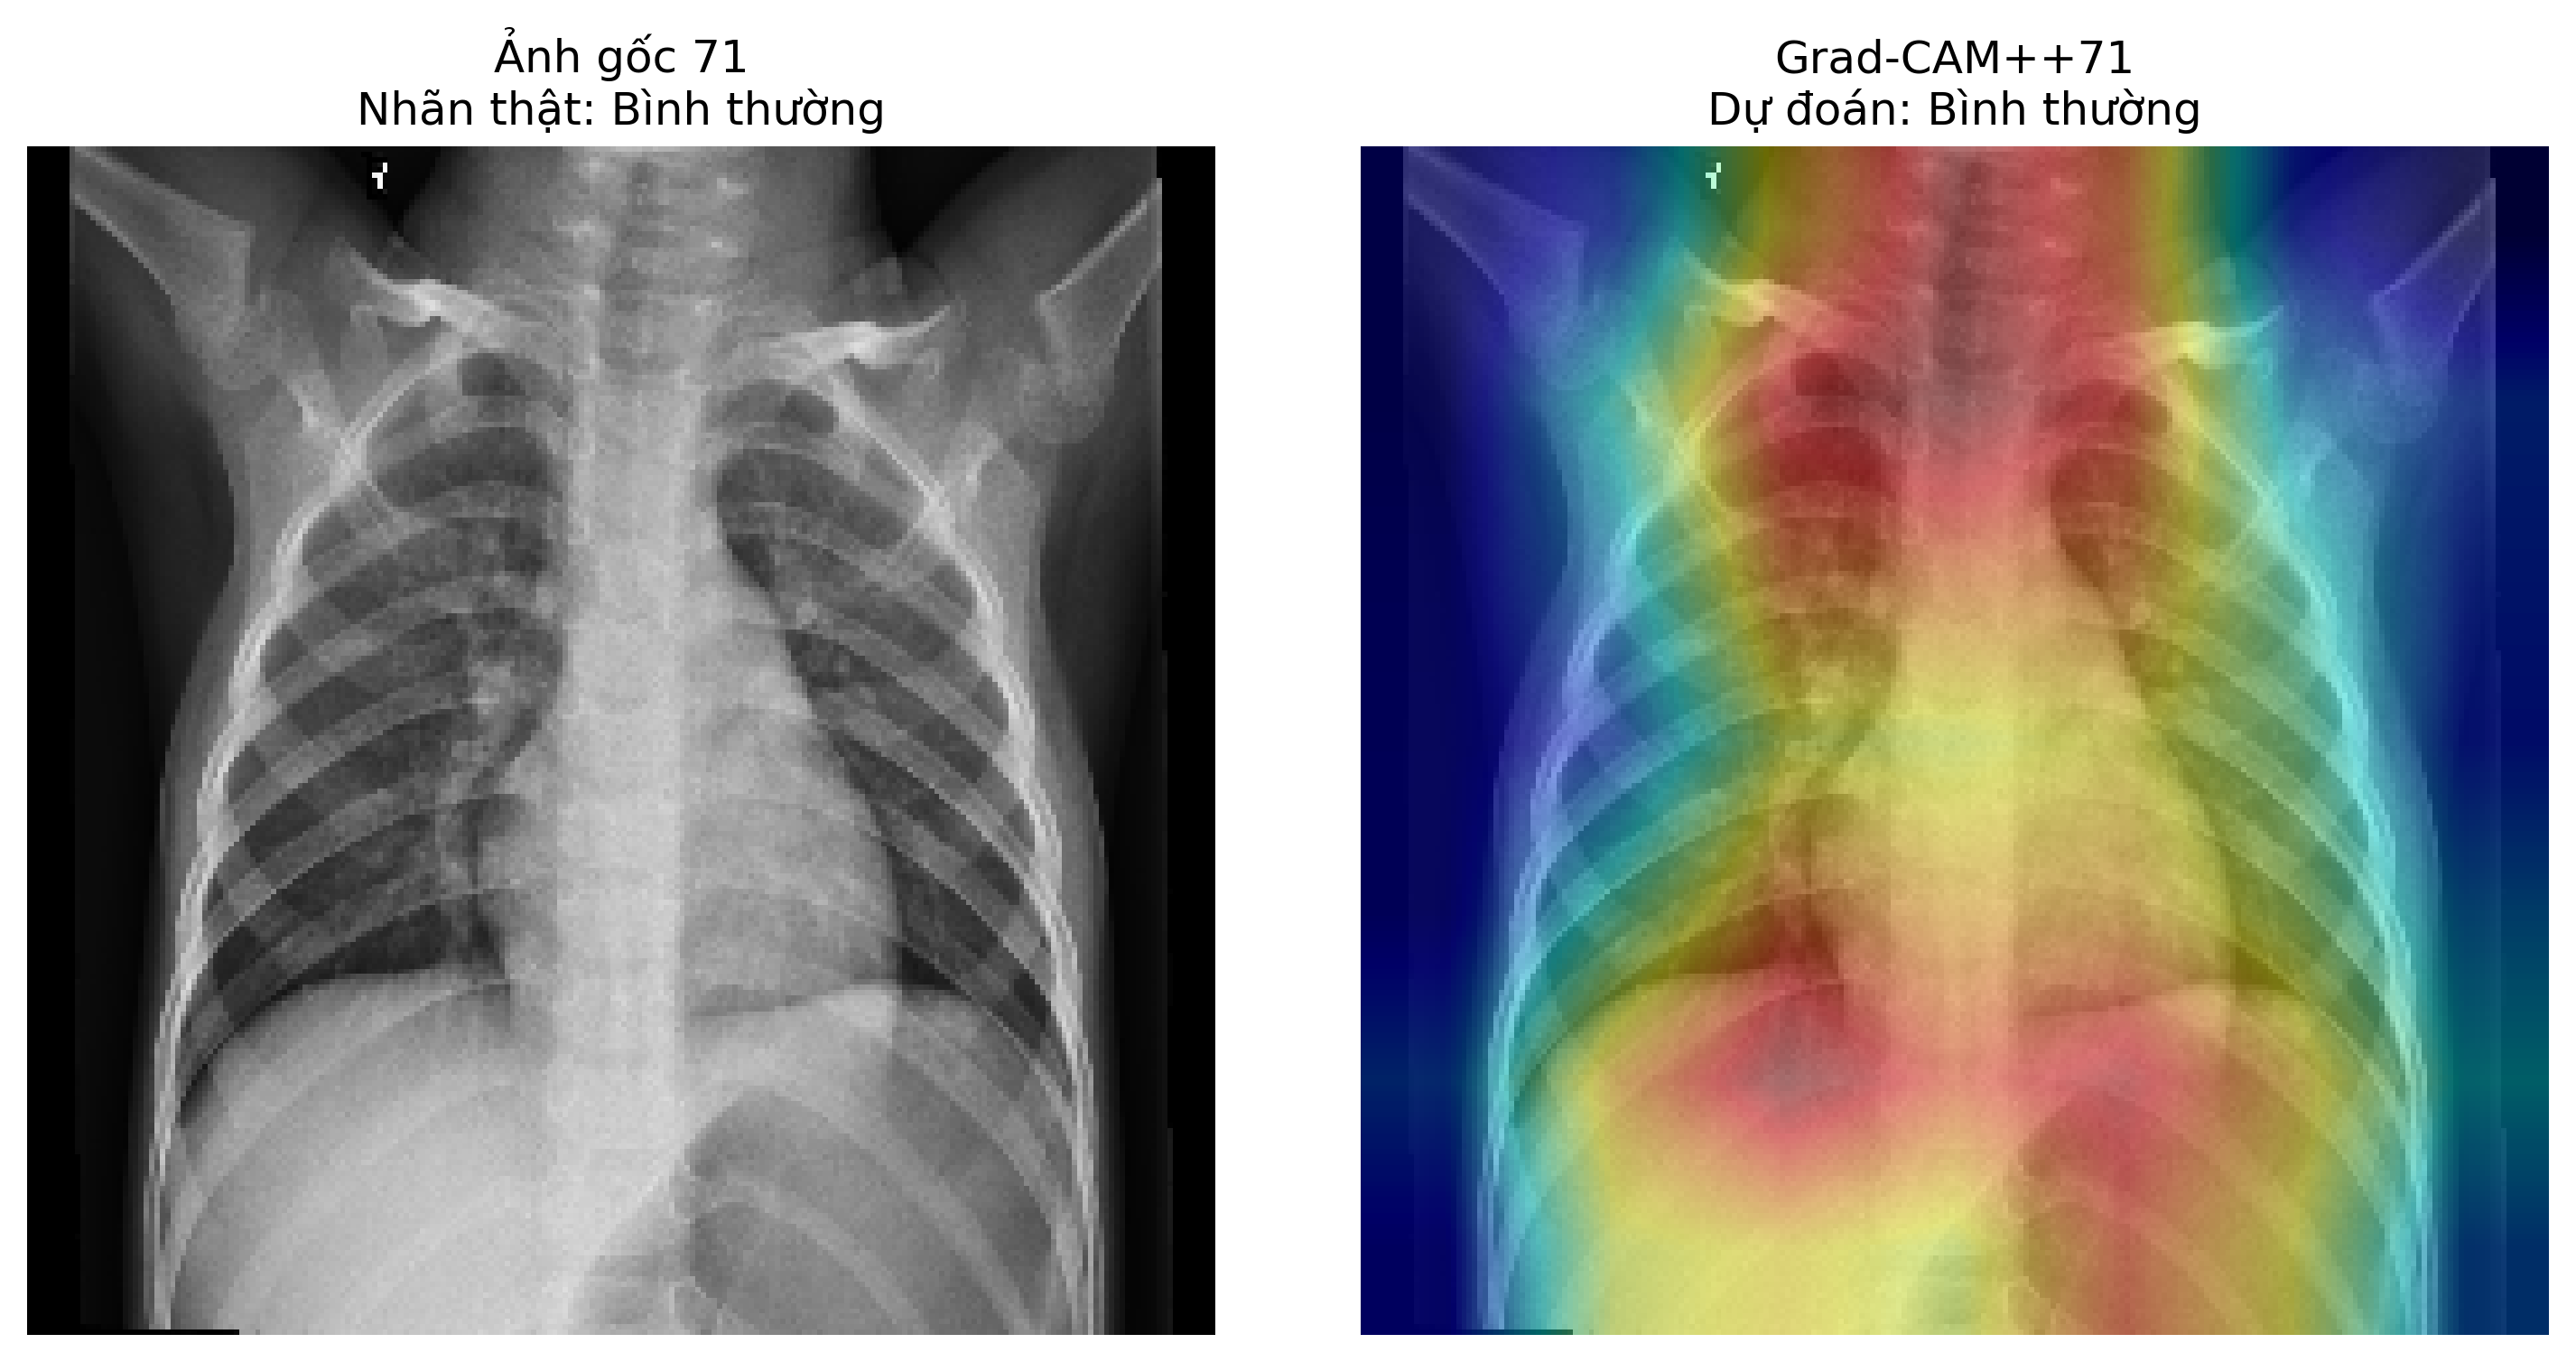 Ảnh gốc 71
Nhãn thật: Bình thường
Grad-CAM++71
Dự đoán: Bình thường